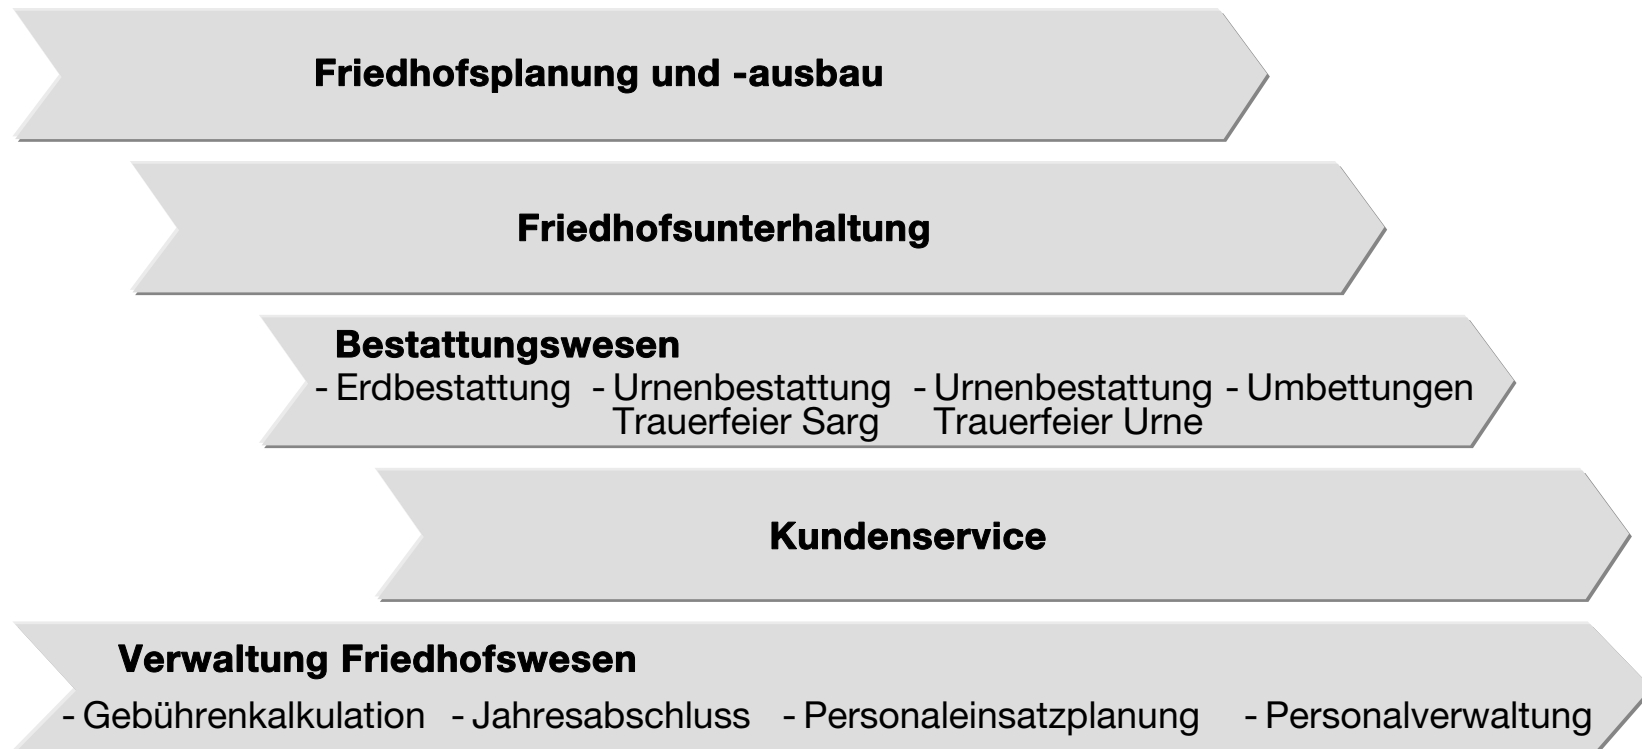 Friedhofsplanung und -ausbau
Friedhofsunterhaltung
Bestattungswesen
- Erdbestattung - Urnenbestattung - Urnenbestattung - Umbettungen
Trauerfeier Sarg Trauerfeier Urne
Kundenservice
Verwaltung Friedhofswesen
- Gebührenkalkulation - Jahresabschluss - Personaleinsatzplanung - Personalverwaltung